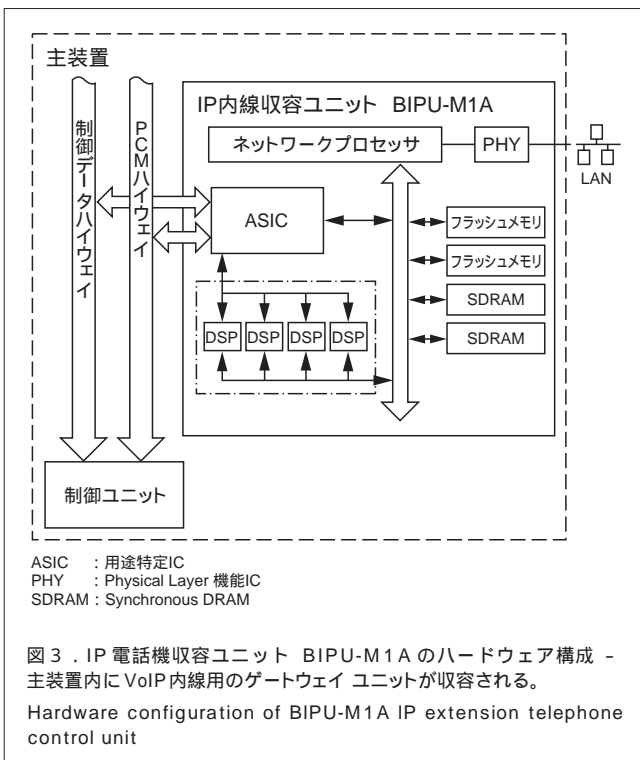 主装置
制御データハイウェイ
PCMハイウェイ
IP内線収容ユニット BIPU-M1A
ネットワークプロセッサ
PHY
LAN
ASIC
フラッシュメモリ
フラッシュメモリ
SDRAM
SDRAM
DSP DSP DSP DSP
制御ユニット
ASIC :用途特定IC
PHY :Physical Layer 機能IC
SDRAM:Synchronous DRAM
図3.IP電話機収容ユニット BIPU-M1Aのハードウェア構成 -
主装置内にVoIP内線用のゲートウェイ ユニットが収容される。
Hardware configuration of BIPU-M1A IP extension telephone
control unit